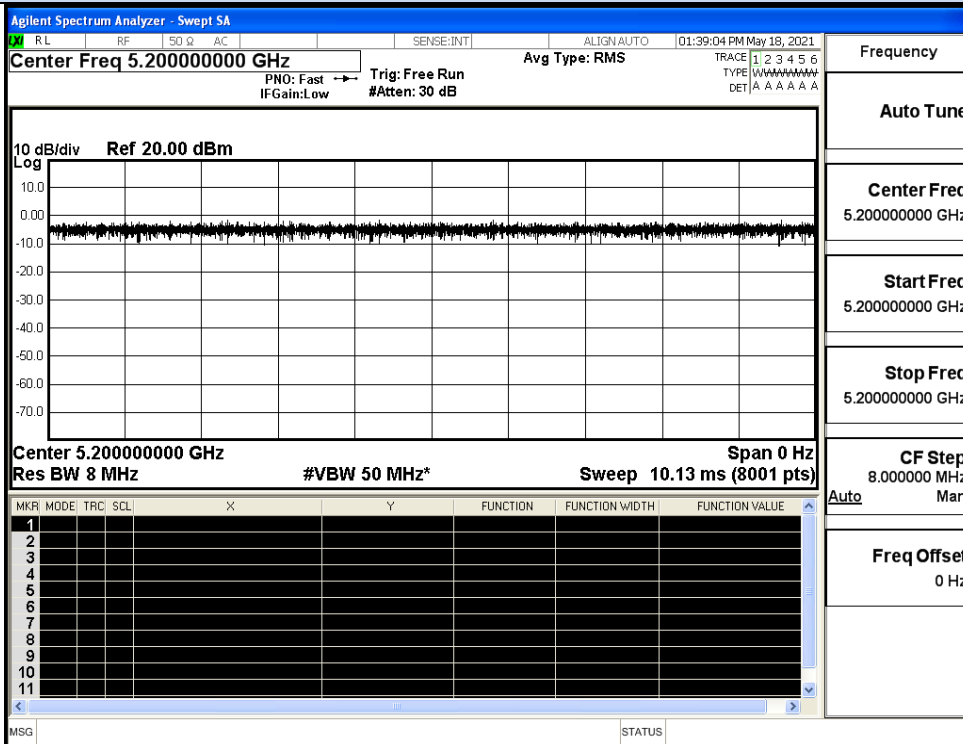 Agilent Spectrum Analyzer - Swept SA
LXI RL RF 50 Ω AC SENSE:INT ALIGNAUTO 01:39:04 PM May 18, 2021
Center Freq 5.200000000 GHz Avg Type: RMS TRACE 1 2 3 4 5 6
PNO: Fast Trig: Free Run TYPE WWWWWW
IFGain:Low #Atten: 30 dB DET A A A A A A
Frequency
Auto Tune
Center Freq
5.200000000 GHz
Start Freq
5.200000000 GHz
Stop Freq
5.200000000 GHz
CF Step
8.000000 MHz
Auto Man
Freq Offset
0 Hz
10 dB/div Ref 20.00 dBm
Log
10.0
0.00
-10.0
-20.0
-30.0
-40.0
-50.0
-60.0
-70.0
Center 5.200000000 GHz Span 0 Hz
Res BW 8 MHz #VBW 50 MHz* Sweep 10.13 ms (8001 pts)
MKR MODE TRC SCL X Y FUNCTION FUNCTION WIDTH FUNCTION VALUE
1
2
3
4
5
6
7
8
9
10
11
MSG STATUS